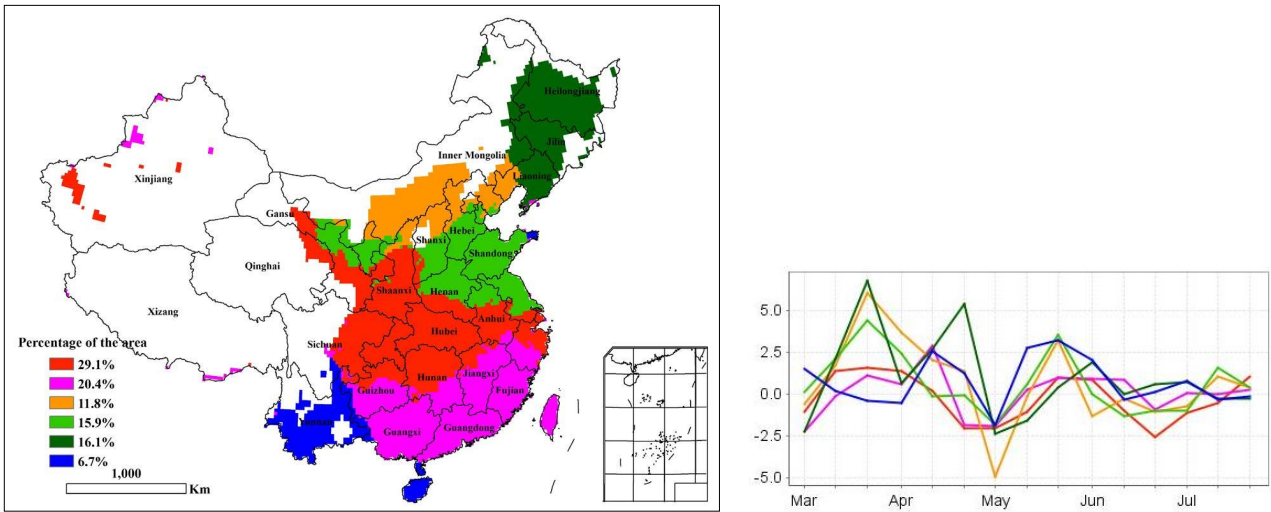 Heilongjiang
Jilin
Inner Mongolia
Liaoning
Xinjiang
Gansu
Hebei
Shanxi
Shandong
Qinghai
Shaanxi
Henan
Xizang
Anhui
Hubei
Percentage of the area
Sichuan
29.1%
Hunan
Jiangxi
20.4%
Guizhou
Fujian
11.8%
15.9%
Yunnan
Guangxi
Guangdong
16.1%
6.7%
1,000
Km
5.0
2.5
0.0
-2.5
-5.0
Mar Apr May Jun Jul